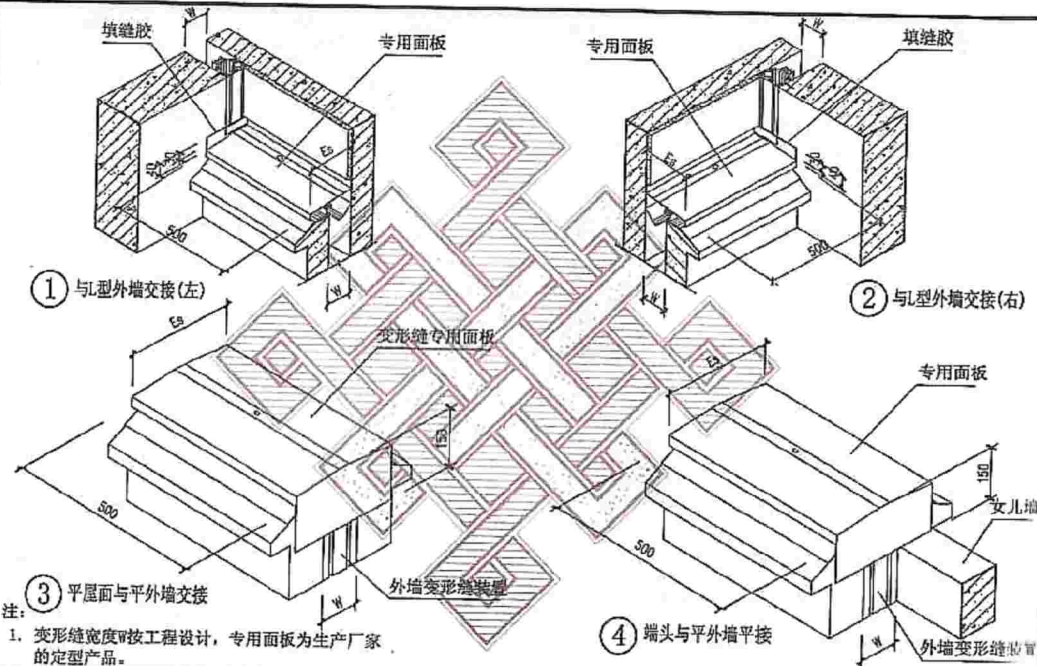 W
填缝胶
专用面板
Es
500
W
① 与L型外墙交接(左)
W
专用面板
填缝胶
Es
500
W
② 与L型外墙交接(右)
Es
变形缝专用面板
150
500
外墙变形缝装置
W
③ 平屋面与平外墙交接
Es
专用面板
150
女儿墙
500
外墙变形缝装置
W
④ 端头与平外墙平接
注:
1. 变形缝宽度W按工程设计，专用面板为生产厂家
的定型产品。